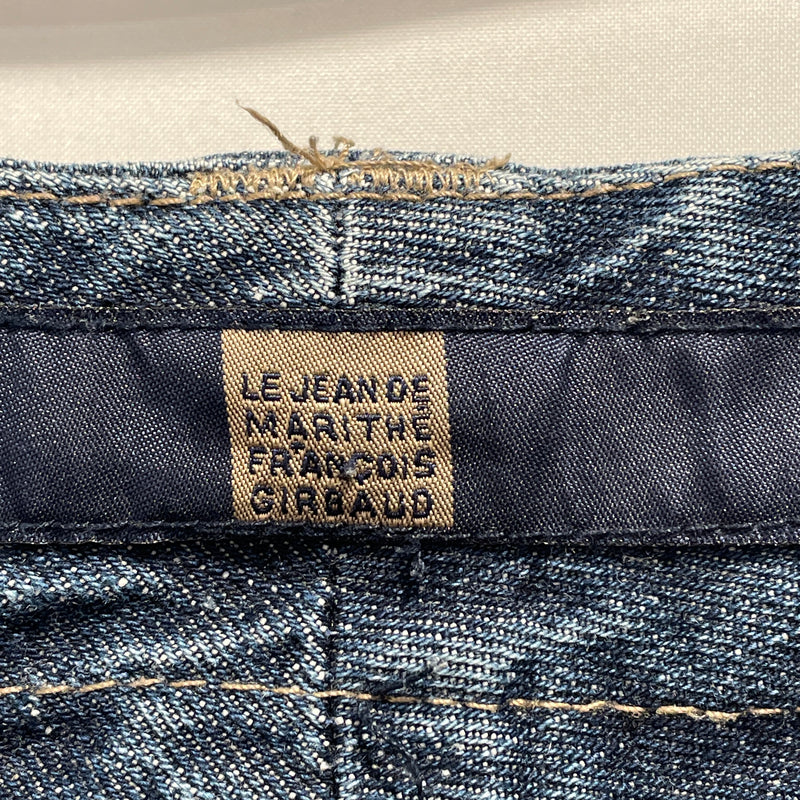 LE JEAN DE
MARITHÉ
FRANÇOIS
GIRBAUD